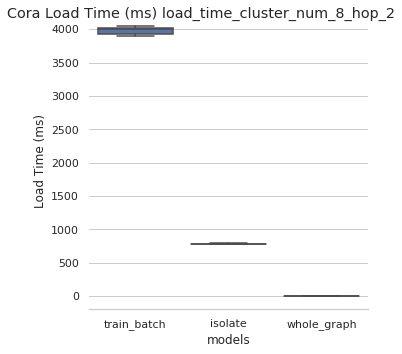 Cora Load Time (ms) load_time_cluster_num_8_hop_2
4000
3500
3000
2500
2000
1500
1000
500
0
Load Time (ms)
train_batch
isolate
whole_graph
models